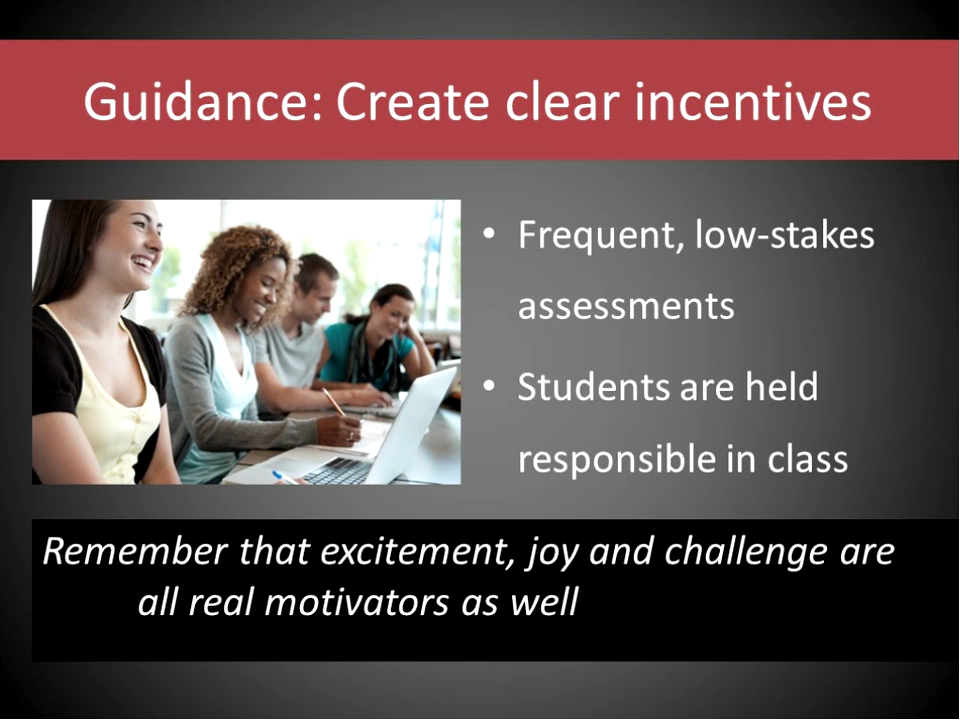 Guidance: Create clear incentives
• Frequent, low-stakes
assessments
• Students are held
responsible in class
Remember that excitement, joy and challenge are
all real motivators as well